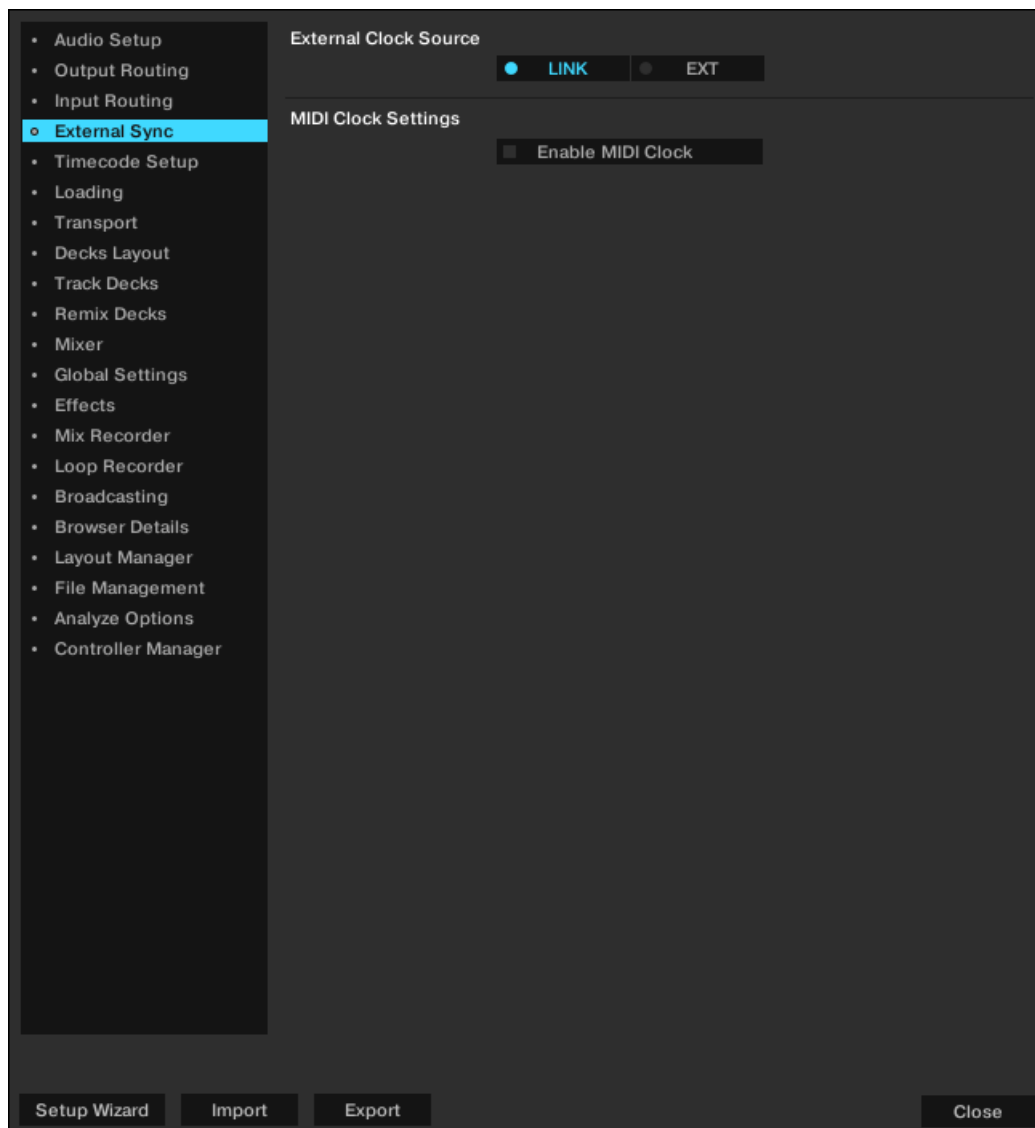 Audio Setup
Output Routing
Input Routing
External Sync
Timecode Setup
Loading
Transport
Decks Layout
Track Decks
Remix Decks
Mixer
Global Settings
Effects
Mix Recorder
Loop Recorder
Broadcasting
Browser Details
Layout Manager
File Management
Analyze Options
Controller Manager
External Clock Source
LINK EXT
MIDI Clock Settings
Enable MIDI Clock
Setup Wizard Import Export Close